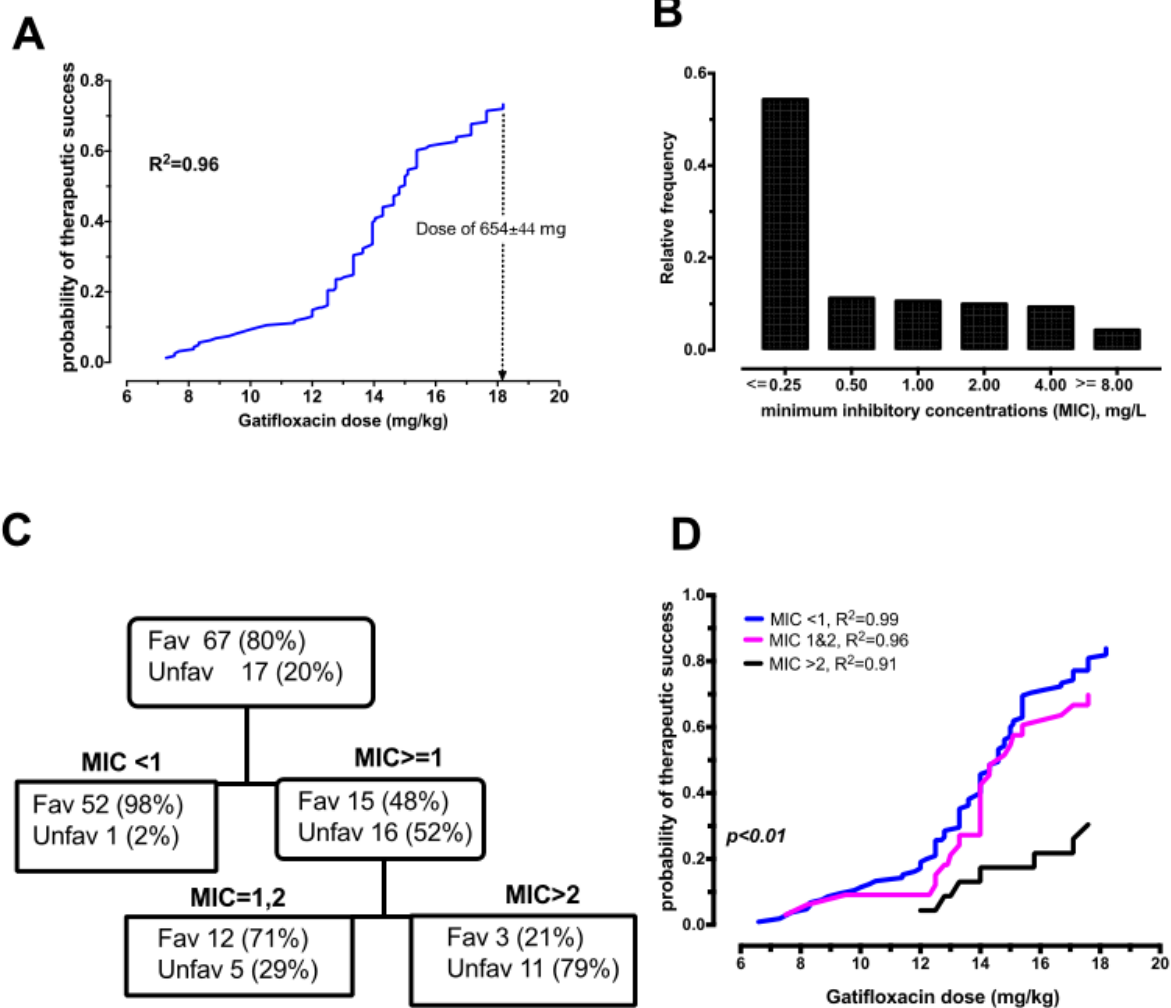 A
probability of therapeutic success
0.8
0.6
0.4
0.2
0.0
R²=0.96
Dose of 654±44 mg
6 8 10 12 14 16 18 20
Gatifloxacin dose (mg/kg)
B
Relative frequency
0.6
0.4
0.2
0.0
<=0.25 0.50 1.00 2.00 4.00 >= 8.00
minimum inhibitory concentrations (MIC), mg/L
C
Fav 67 (80%)
Unfav 17 (20%)
MIC <1
Fav 52 (98%)
Unfav 1 (2%)
MIC>=1
Fav 15 (48%)
Unfav 16 (52%)
MIC=1,2
Fav 12 (71%)
Unfav 5 (29%)
MIC>2
Fav 3 (21%)
Unfav 11 (79%)
D
probability of therapeutic success
1.0
0.8
0.6
0.4
0.2
0.0
MIC <1, R²=0.99
MIC 1&2, R²=0.96
MIC >2, R²=0.91
p<0.01
6 8 10 12 14 16 18 20
Gatifloxacin dose (mg/kg)